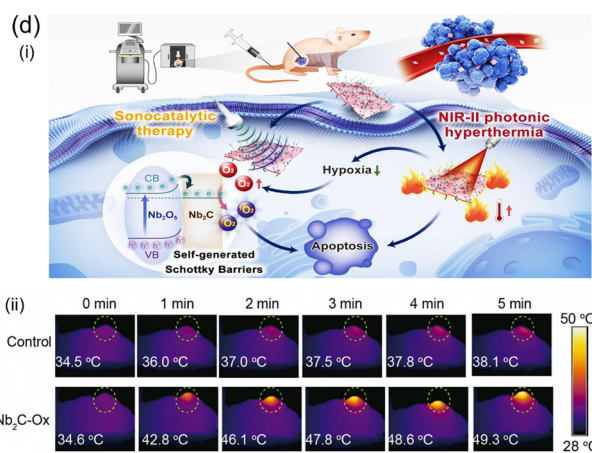 (d)
(i)
Sonocatalytic
therapy
NIR-II photonic
hyperthermia
O₂
O₂
Hypoxia
CB
e⁻ e⁻ e⁻ e⁻ e⁻ e⁻ e⁻
Nb₂O₅
Nb₂C
¹O₂
¹O₂
h⁺ h⁺ h⁺ h⁺ h⁺
VB
Self-generated
Schottky Barriers
Apoptosis
(ii)
0 min 1 min 2 min 3 min 4 min 5 min
50 °C
Control
34.5 °C 36.0 °C 37.0 °C 37.5 °C 37.8 °C 38.1 °C
Nb₂C-Ox
34.6 °C 42.8 °C 46.1 °C 47.8 °C 48.6 °C 49.3 °C
28 °C